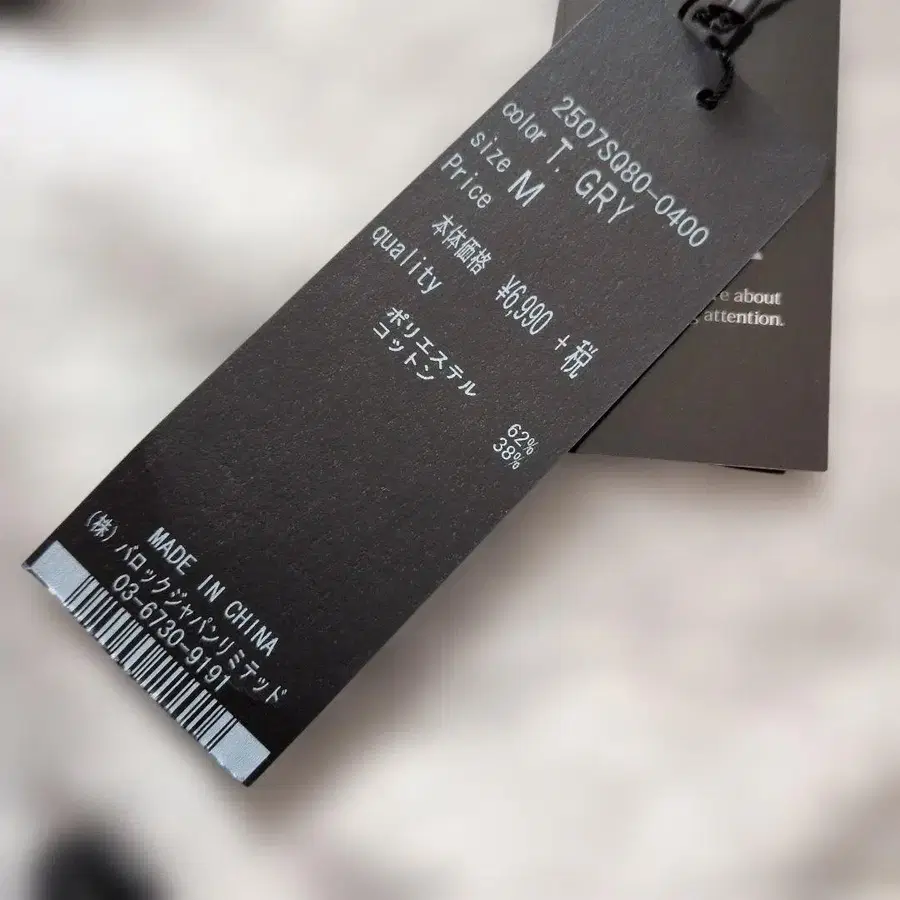 2507SQ80-0400
color T. GRY
size M
Price
本体価格 ¥6,990 +税
quality
ポリエステル 62%
コットン 38%
MADE IN CHINA
(株)バロックジャパンリミテッド
03-6730-9191
about
attention.